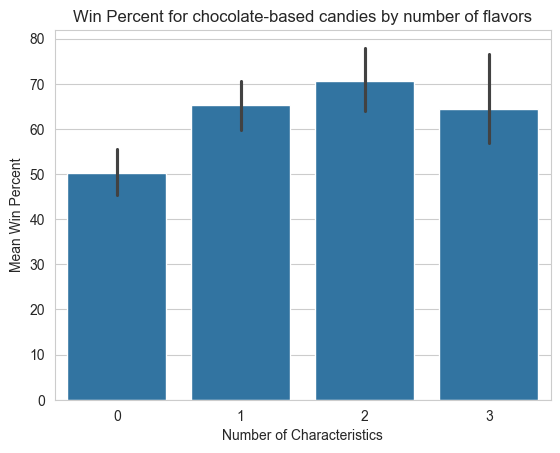 Win Percent for chocolate-based candies by number of flavors
80
70
60
50
40
30
20
10
0
Mean Win Percent
0 1 2 3
Number of Characteristics